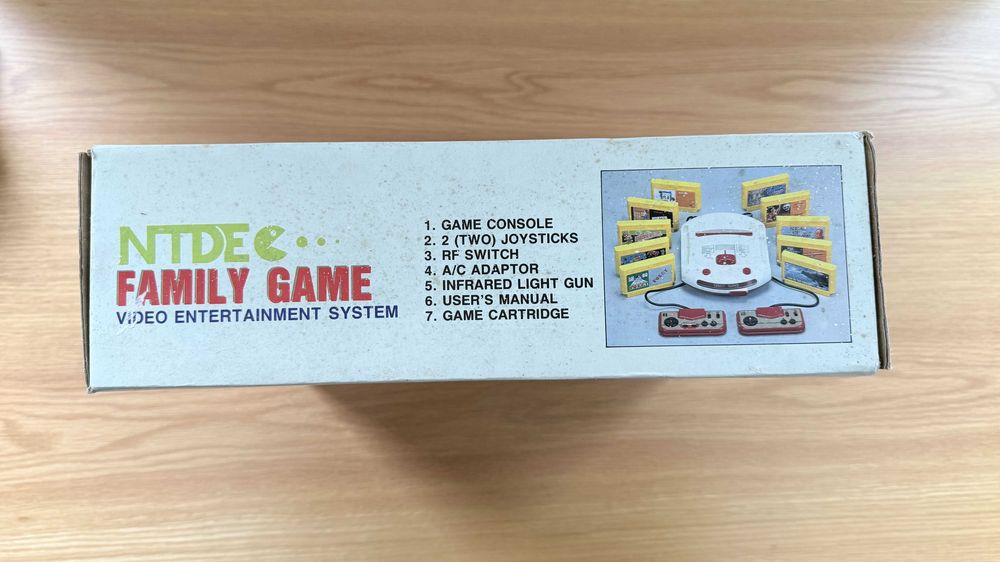 NTDEC
FAMILY GAME
VIDEO ENTERTAINMENT SYSTEM
1. GAME CONSOLE
2. 2 (TWO) JOYSTICKS
3. RF SWITCH
4. A/C ADAPTOR
5. INFRARED LIGHT GUN
6. USER'S MANUAL
7. GAME CARTRIDGE